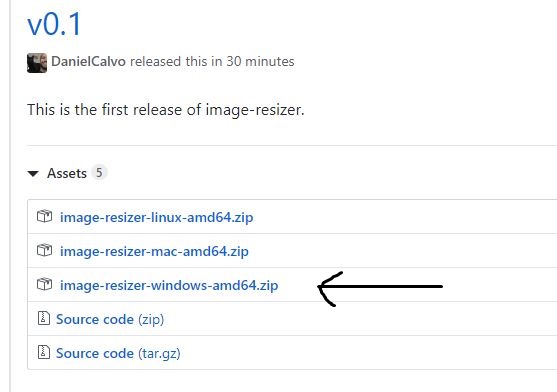 v0.1
DanielCalvo released this in 30 minutes
This is the first release of image-resizer.
Assets 5
image-resizer-linux-amd64.zip
image-resizer-mac-amd64.zip
image-resizer-windows-amd64.zip
Source code (zip)
Source code (tar.gz)